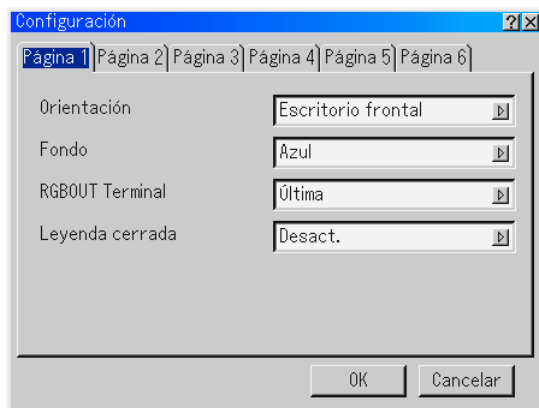 Configuración
Página 1 Página 2 Página 3 Página 4 Página 5 Página 6
Orientación Escritorio frontal
Fondo Azul
RGBOUT Terminal Última
Leyenda cerrada Desact.
OK Cancelar